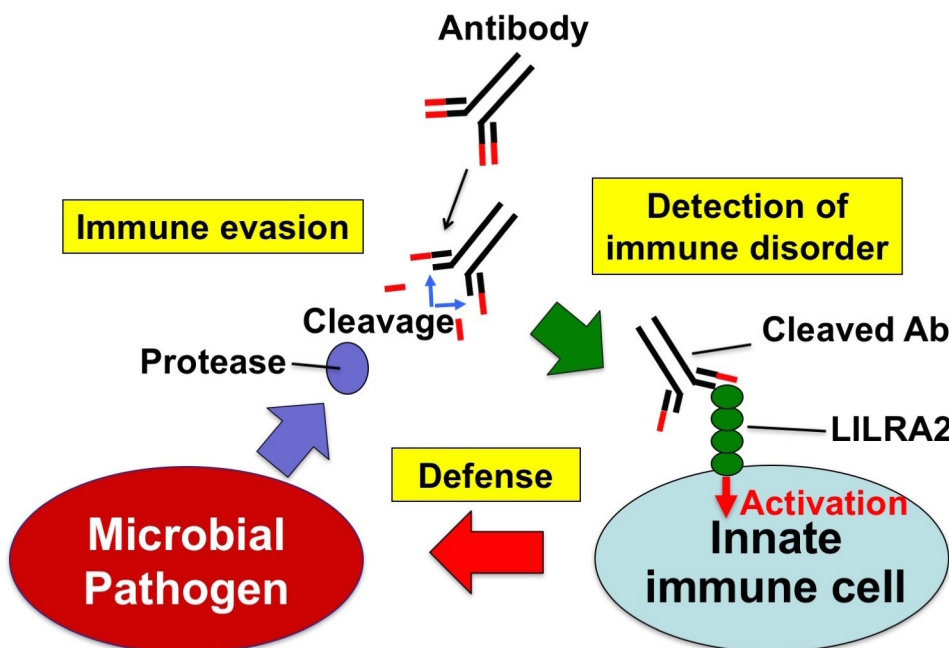 Antibody
Immune evasion
Detection of
immune disorder
Cleavage
Protease
Cleaved Ab
LILRA2
Defense
Activation
Microbial
Pathogen
Innate
immune cell